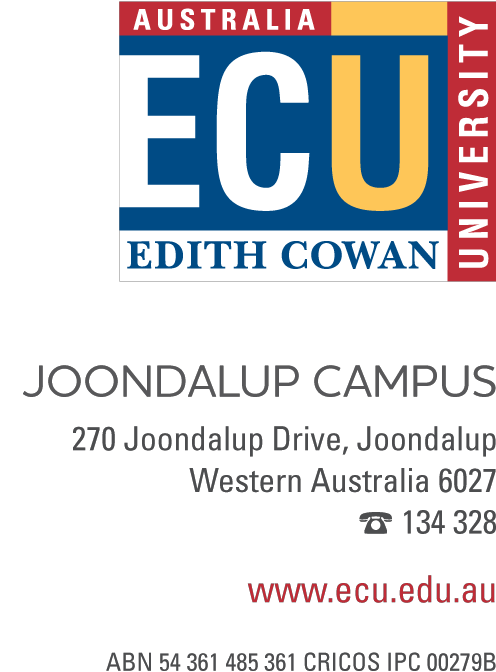 AUSTRALIA
ECU
UNIVERSITY
EDITH COWAN
JOONDALUP CAMPUS
270 Joondalup Drive, Joondalup
Western Australia 6027
☎ 134 328
www.ecu.edu.au
ABN 54 361 485 361 CRICOS IPC 00279B